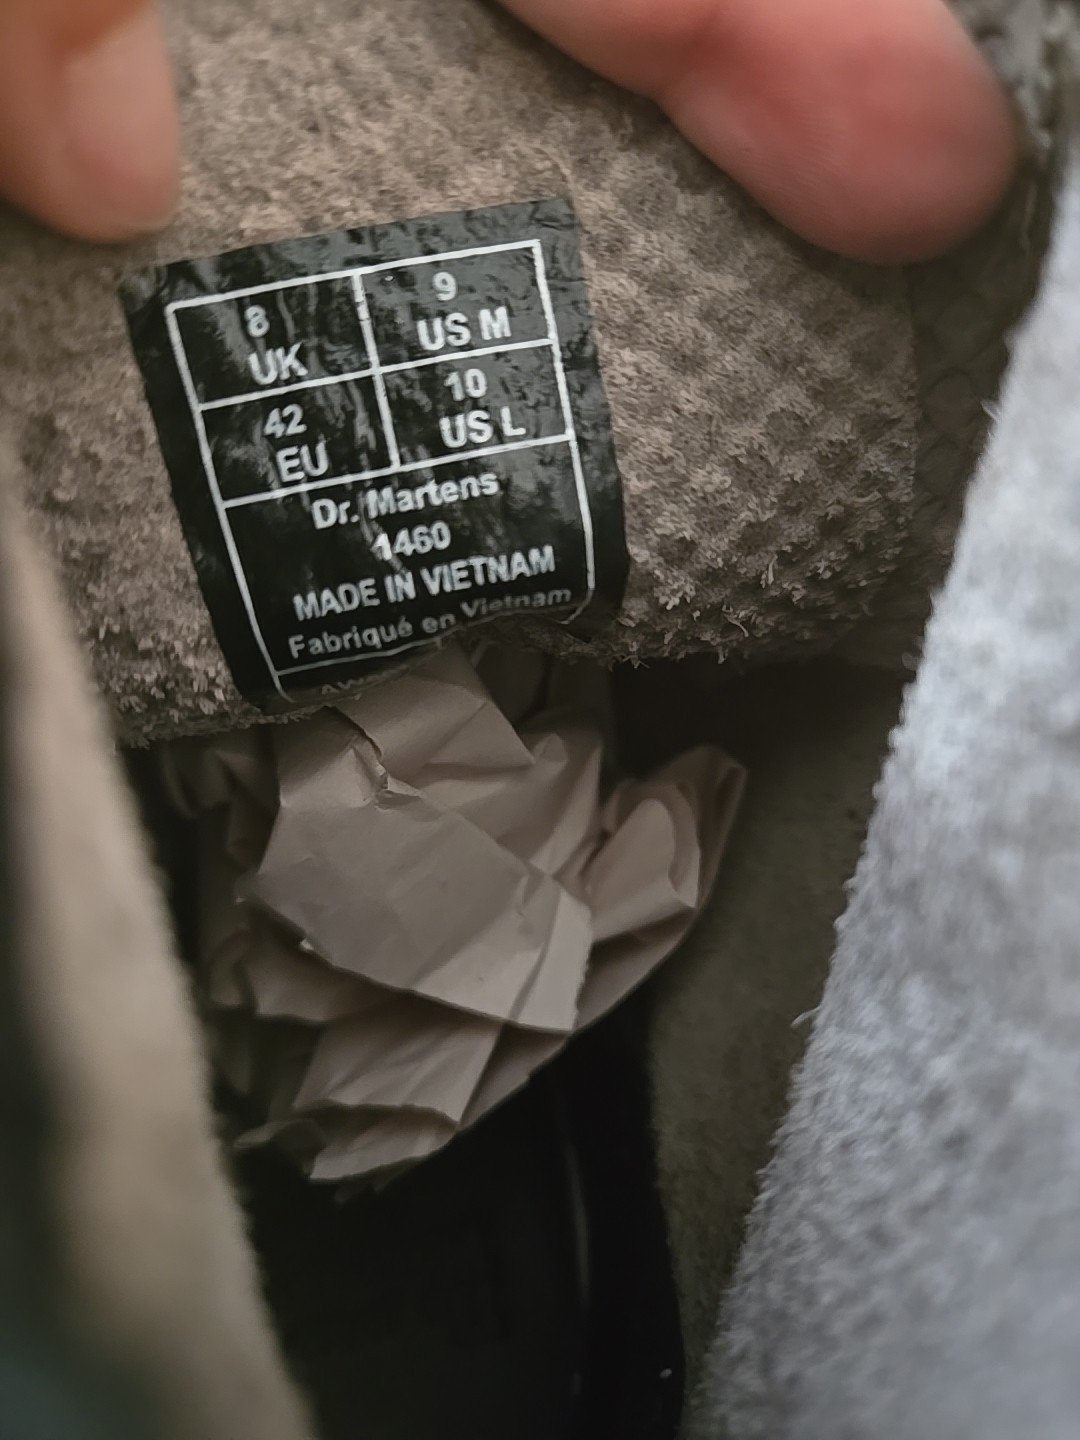 8
UK
9
US M
42
EU
10
US L
Dr. Martens
1460
MADE IN VIETNAM
Fabriqué en Vietnam